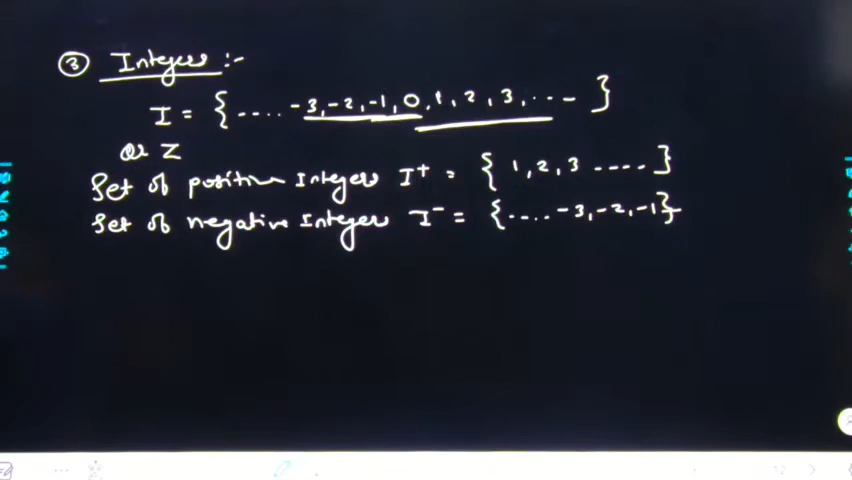 ③ Integers :-
I = { .... -3, -2, -1, 0, 1, 2, 3, .... }
or Z
Set of positive Integers I⁺ = { 1, 2, 3 ..... }
Set of negative Integers I⁻ = { ..... -3, -2, -1 }
12